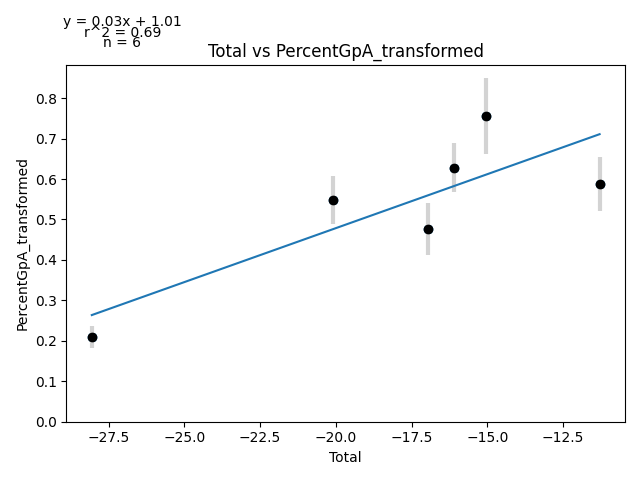 y = 0.03x + 1.01
r^2 = 0.69
n = 6
Total vs PercentGpA_transformed
PercentGpA_transformed
0.8
0.7
0.6
0.5
0.4
0.3
0.2
0.1
0.0
−27.5 −25.0 −22.5 −20.0 −17.5 −15.0 −12.5
Total